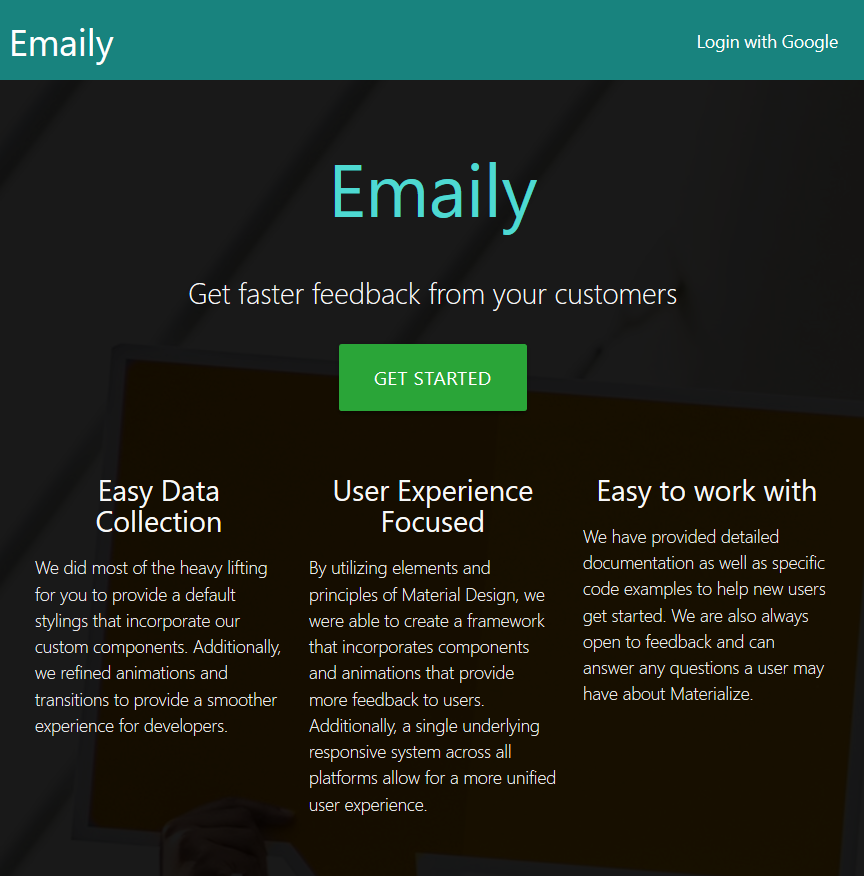 Emaily
Login with Google
Emaily
Get faster feedback from your customers
GET STARTED
Easy Data
Collection
We did most of the heavy lifting
for you to provide a default
stylings that incorporate our
custom components. Additionally,
we refined animations and
transitions to provide a smoother
experience for developers.
User Experience
Focused
By utilizing elements and
principles of Material Design, we
were able to create a framework
that incorporates components
and animations that provide
more feedback to users.
Additionally, a single underlying
responsive system across all
platforms allow for a more unified
user experience.
Easy to work with
We have provided detailed
documentation as well as specific
code examples to help new users
get started. We are also always
open to feedback and can
answer any questions a user may
have about Materialize.